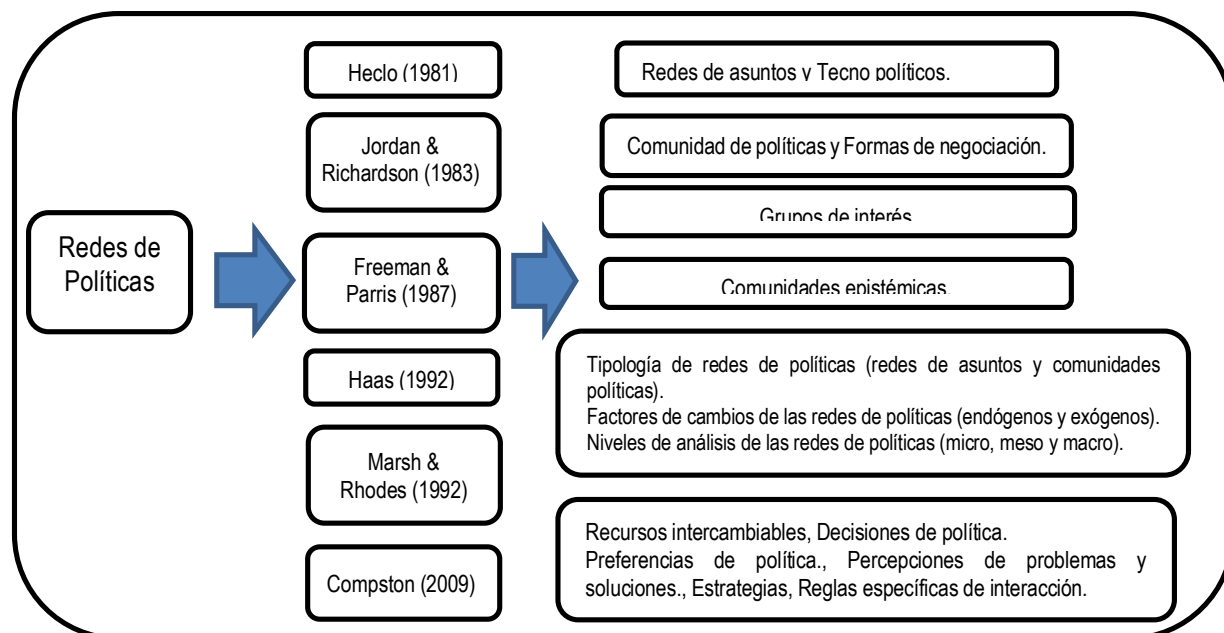 Redes de
Políticas
Heclo (1981)
Jordan &
Richardson (1983)
Freeman &
Parris (1987)
Haas (1992)
Marsh &
Rhodes (1992)
Compston (2009)
Redes de asuntos y Tecno políticos.
Comunidad de políticas y Formas de negociación.
Grupos de interés
Comunidades epistémicas.
Tipología de redes de políticas (redes de asuntos y comunidades
políticas).
Factores de cambios de las redes de políticas (endógenos y exógenos).
Niveles de análisis de las redes de políticas (micro, meso y macro).
Recursos intercambiables, Decisiones de política.
Preferencias de política., Percepciones de problemas y
soluciones., Estrategias, Reglas específicas de interacción.